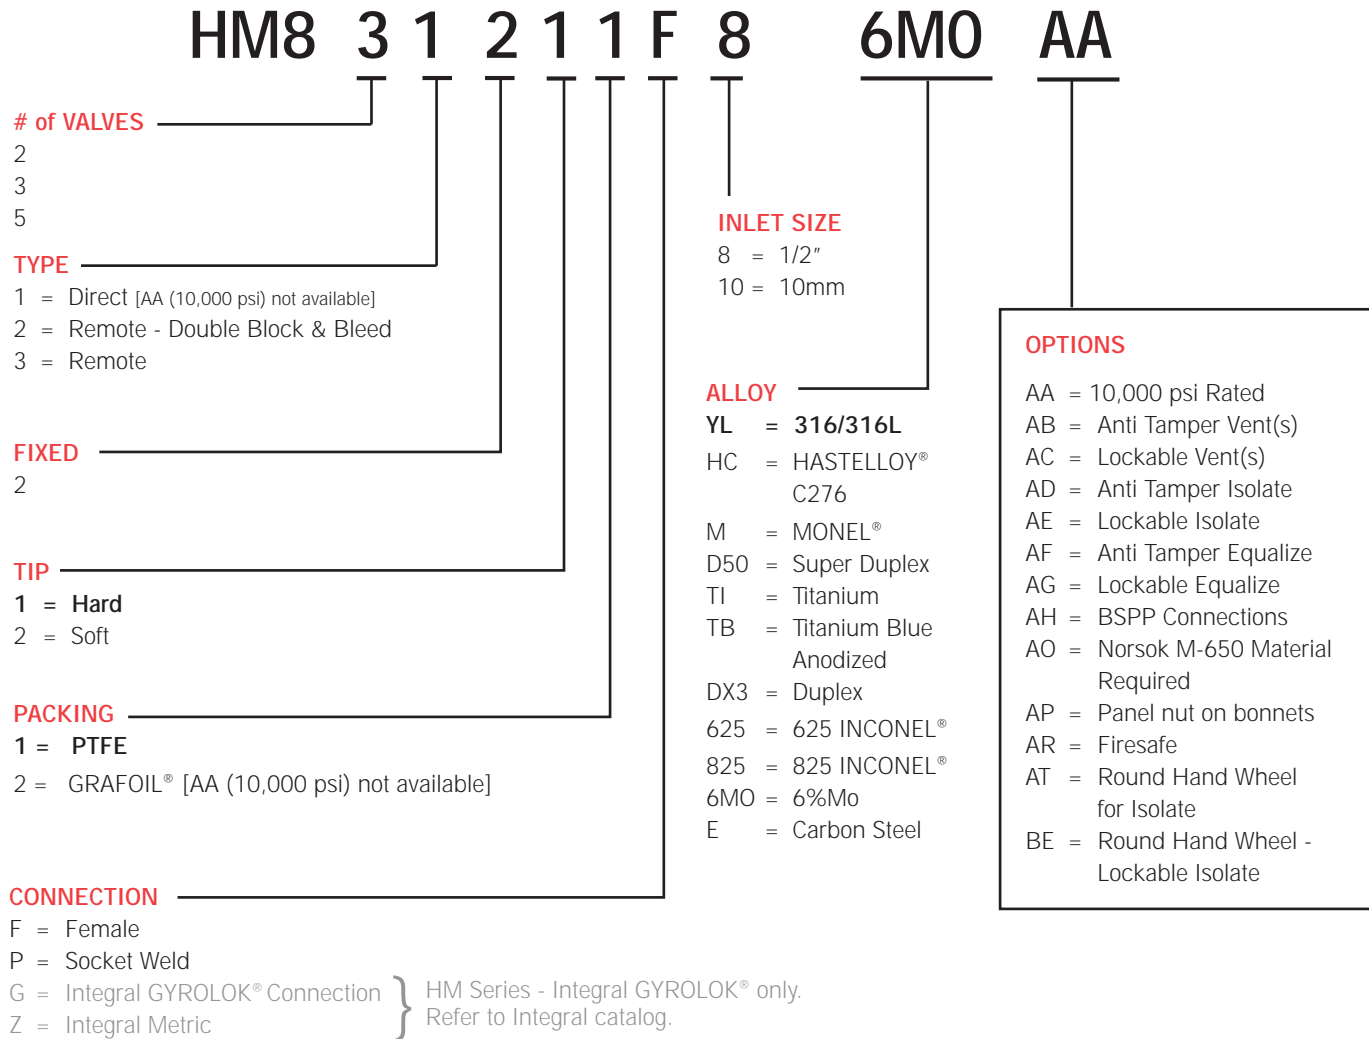 HM8 3 1 2 1 1 F 8 6MO AA
# of VALVES
2
3
5
TYPE
1 = Direct [AA (10,000 psi) not available]
2 = Remote - Double Block & Bleed
3 = Remote
FIXED
2
TIP
1 = Hard
2 = Soft
PACKING
1 = PTFE
2 = GRAFOIL® [AA (10,000 psi) not available]
CONNECTION
F = Female
P = Socket Weld
G = Integral GYROLOK® Connection
Z = Integral Metric
} HM Series - Integral GYROLOK® only.
Refer to Integral catalog.
INLET SIZE
8 = 1/2"
10 = 10mm
ALLOY
YL = 316/316L
HC = HASTELLOY®
C276
M = MONEL®
D50 = Super Duplex
TI = Titanium
TB = Titanium Blue
Anodized
DX3 = Duplex
625 = 625 INCONEL®
825 = 825 INCONEL®
6MO = 6%Mo
E = Carbon Steel
OPTIONS
AA = 10,000 psi Rated
AB = Anti Tamper Vent(s)
AC = Lockable Vent(s)
AD = Anti Tamper Isolate
AE = Lockable Isolate
AF = Anti Tamper Equalize
AG = Lockable Equalize
AH = BSPP Connections
AO = Norsok M-650 Material
Required
AP = Panel nut on bonnets
AR = Firesafe
AT = Round Hand Wheel
for Isolate
BE = Round Hand Wheel -
Lockable Isolate